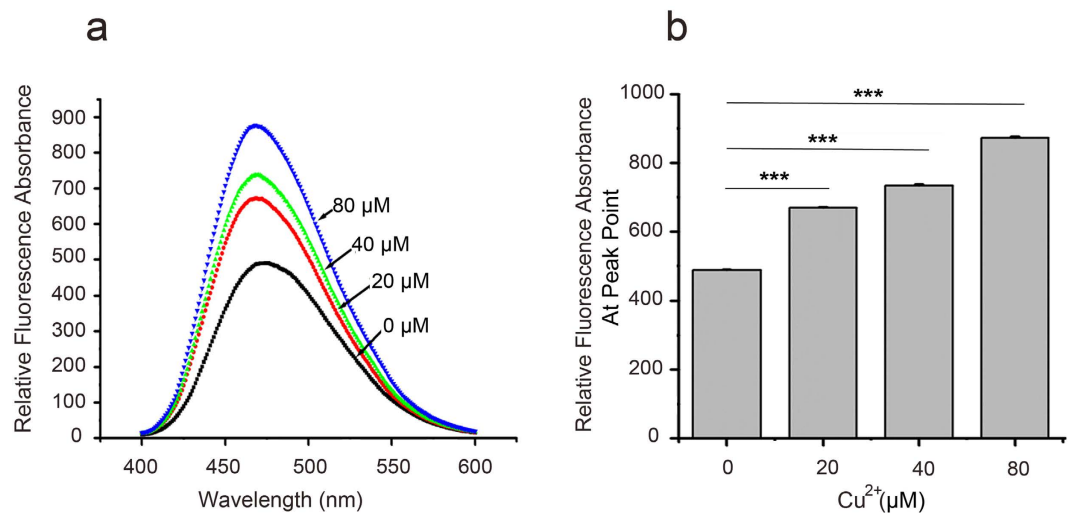 a
Relative Fluorescence Absorbance
900
800
700
600
500
400
300
200
100
0
80 µM
40 µM
20 µM
0 µM
400 450 500 550 600
Wavelength (nm)
b
Relative Fluorescence Absorbance
At Peak Point
1000
800
600
400
200
0
***
***
***
0 20 40 80
Cu²⁺(µM)